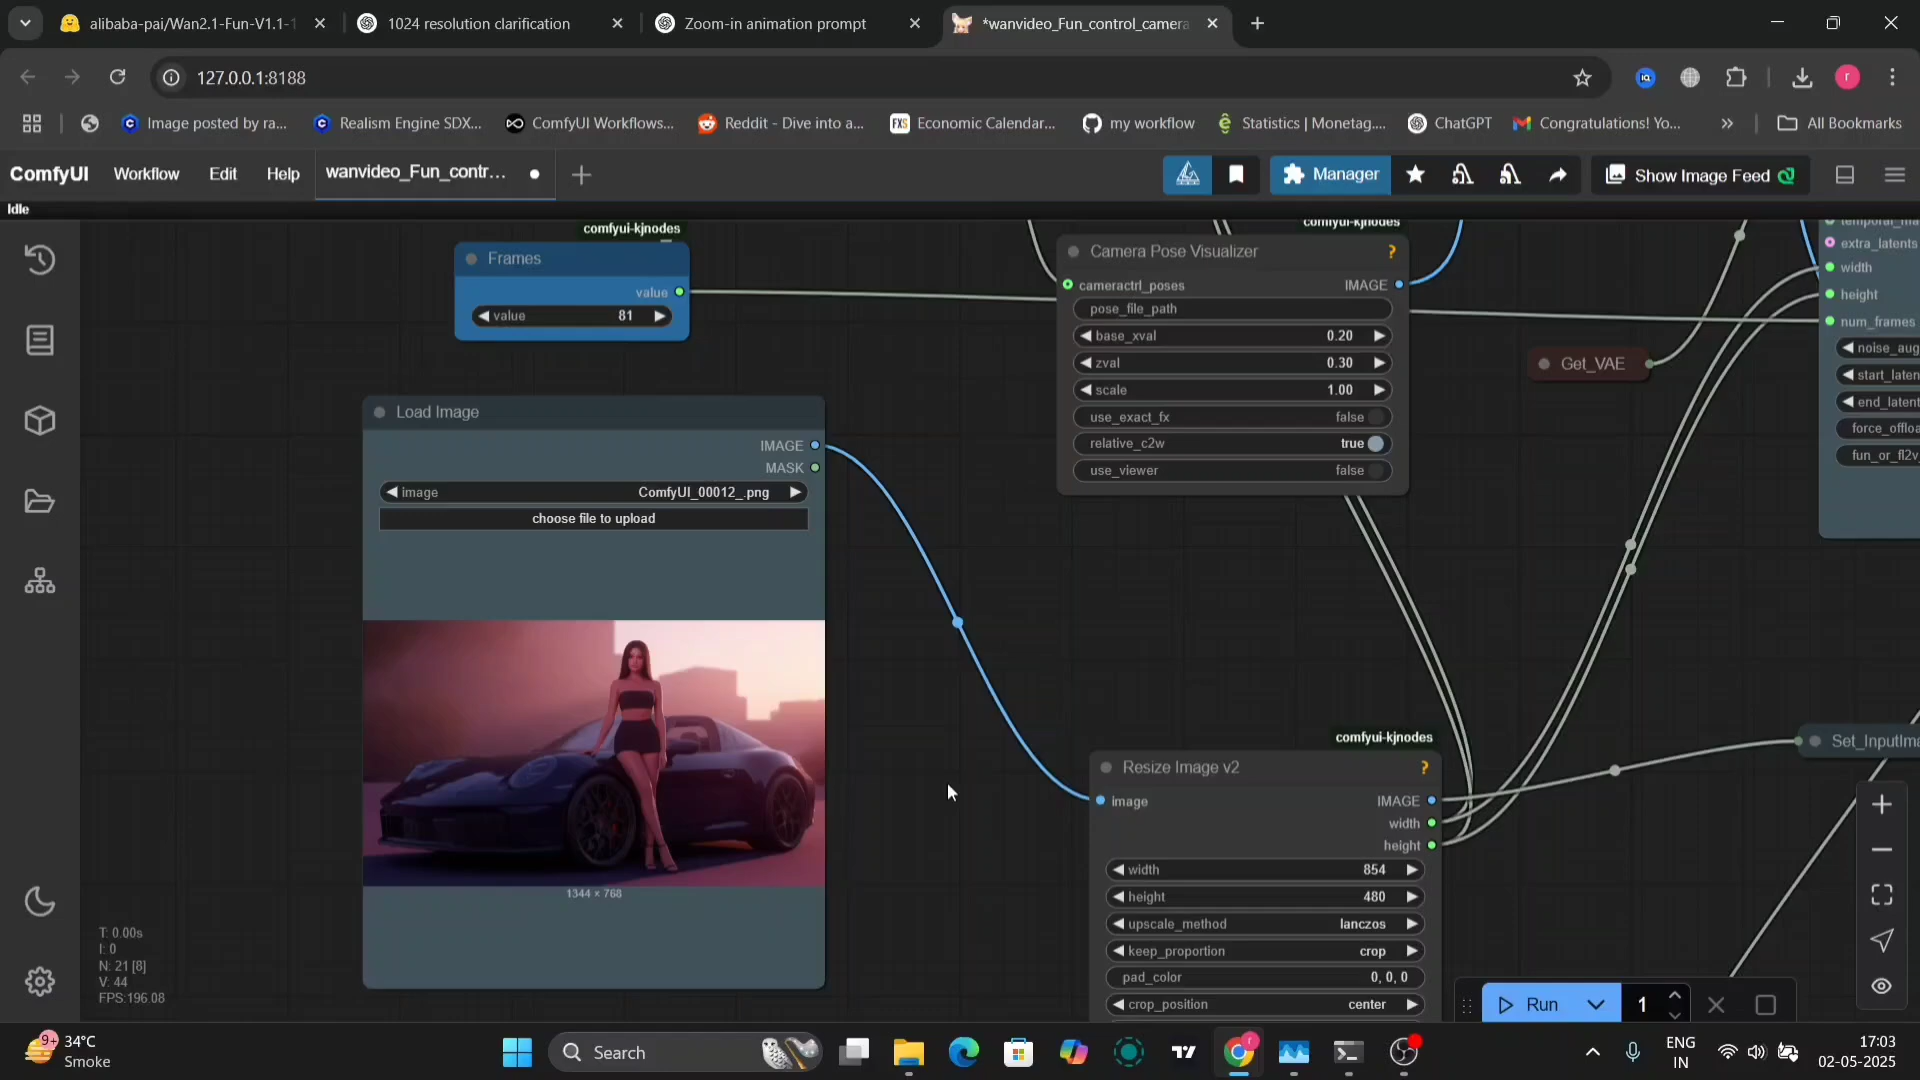 alibaba-pai/Wan2.1-Fun-V1.1-1
1024 resolution clarification
Zoom-in animation prompt
*wanvideo_Fun_control_camera
127.0.0.1:8188
r
Image posted by ra...
Realism Engine SDX...
ComfyUI Workflows...
Reddit - Dive into a...
FXS Economic Calendar...
my workflow
Statistics | Monetag,...
ChatGPT
Congratulations! Yo...
All Bookmarks
ComfyUI
Workflow
Edit
Help
wanvideo_Fun_contr...
Manager
Show Image Feed
Idle
comfyui-kjnodes
Frames
value
value 81
comfyui-kjnodes
Camera Pose Visualizer ?
cameractrl_poses IMAGE
pose_file_path
base_xval 0.20
zval 0.30
scale 1.00
use_exact_fx false
relative_c2w true
use_viewer false
Get_VAE
extra_latents
width
height
num_frames
noise_aug
start_laten
end_latent
force_offloa
fun_or_fl2v
Load Image
IMAGE
MASK
image ComfyUI_00012_.png
choose file to upload
1344 × 768
comfyui-kjnodes
Resize Image v2 ?
image IMAGE
width
height
width 854
height 480
upscale_method lanczos
keep_proportion crop
pad_color 0, 0, 0
crop_position center
Set_InputIma
T: 0.00s
I: 0
N: 21 [8]
V: 44
FPS:196.08
Run
1
9+
34°C
Smoke
Search
ENG
IN
17:03
02-05-2025